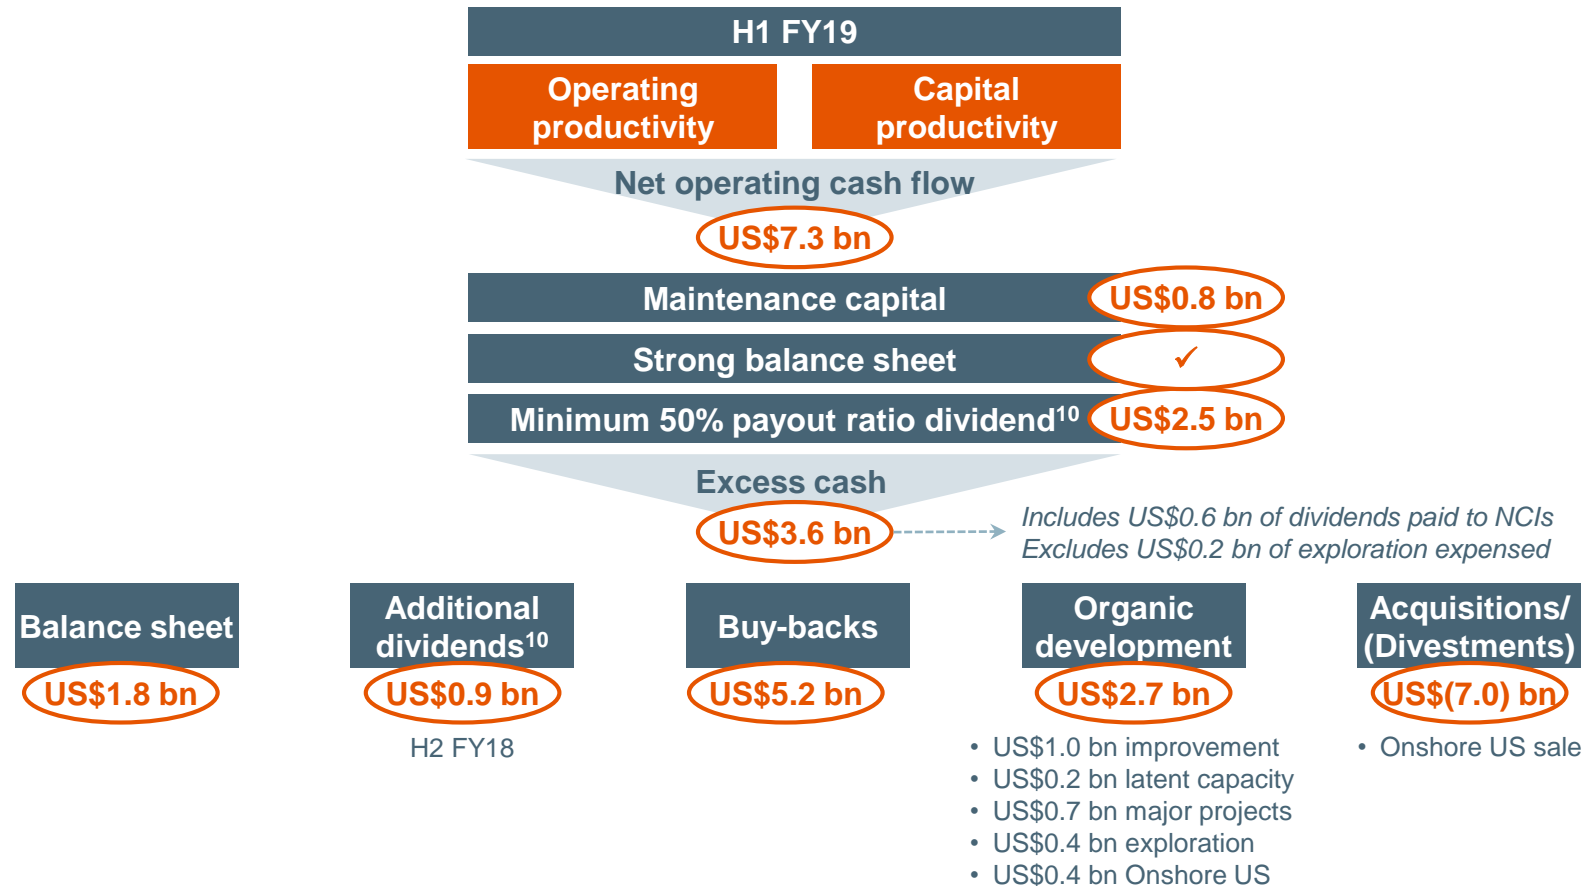 H1 FY19
Operating
productivity
Capital
productivity
Net operating cash flow
US$7.3 bn
Maintenance capital
US$0.8 bn
Strong balance sheet
✓
Minimum 50% payout ratio dividend¹⁰
US$2.5 bn
Excess cash
US$3.6 bn
Includes US$0.6 bn of dividends paid to NCIs
Excludes US$0.2 bn of exploration expensed
Balance sheet
US$1.8 bn
Additional
dividends¹⁰
US$0.9 bn
H2 FY18
Buy-backs
US$5.2 bn
Organic
development
US$2.7 bn
• US$1.0 bn improvement
• US$0.2 bn latent capacity
• US$0.7 bn major projects
• US$0.4 bn exploration
• US$0.4 bn Onshore US
Acquisitions/
(Divestments)
US$(7.0) bn
• Onshore US sale